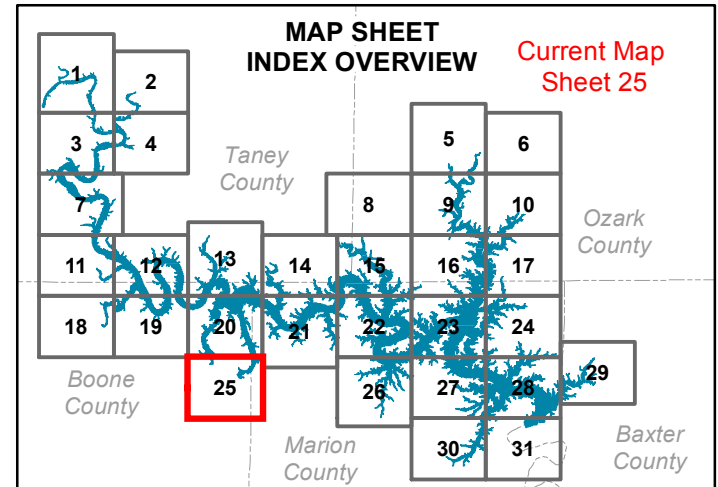 MAP SHEET
INDEX OVERVIEW
Current Map
Sheet 25
1
2
3
4
Taney
County
5
6
7
8
9
10
Ozark
County
11
12
13
14
15
16
17
18
19
20
21
22
23
24
Boone
County
25
26
27
28
29
Marion
County
30
31
Baxter
County